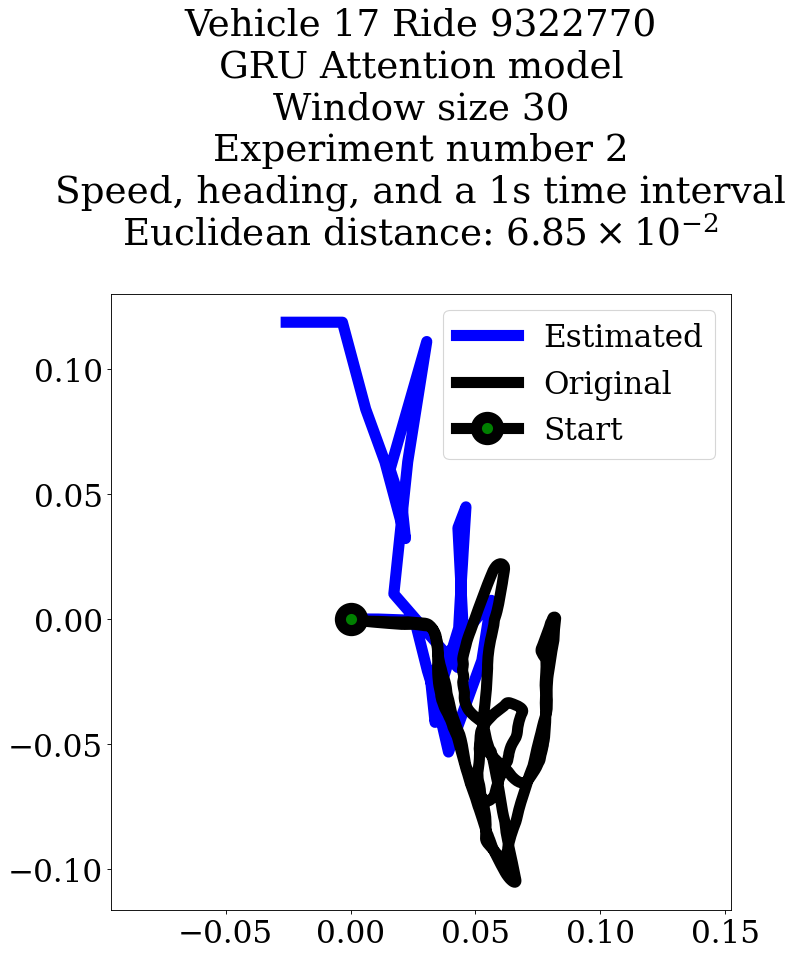 Vehicle 17 Ride 9322770
GRU Attention model
Window size 30
Experiment number 2
Speed, heading, and a 1s time interval
Euclidean distance: 6.85 × 10⁻²
Estimated
Original
Start
0.10
0.05
0.00
−0.05
−0.10
−0.05 0.00 0.05 0.10 0.15